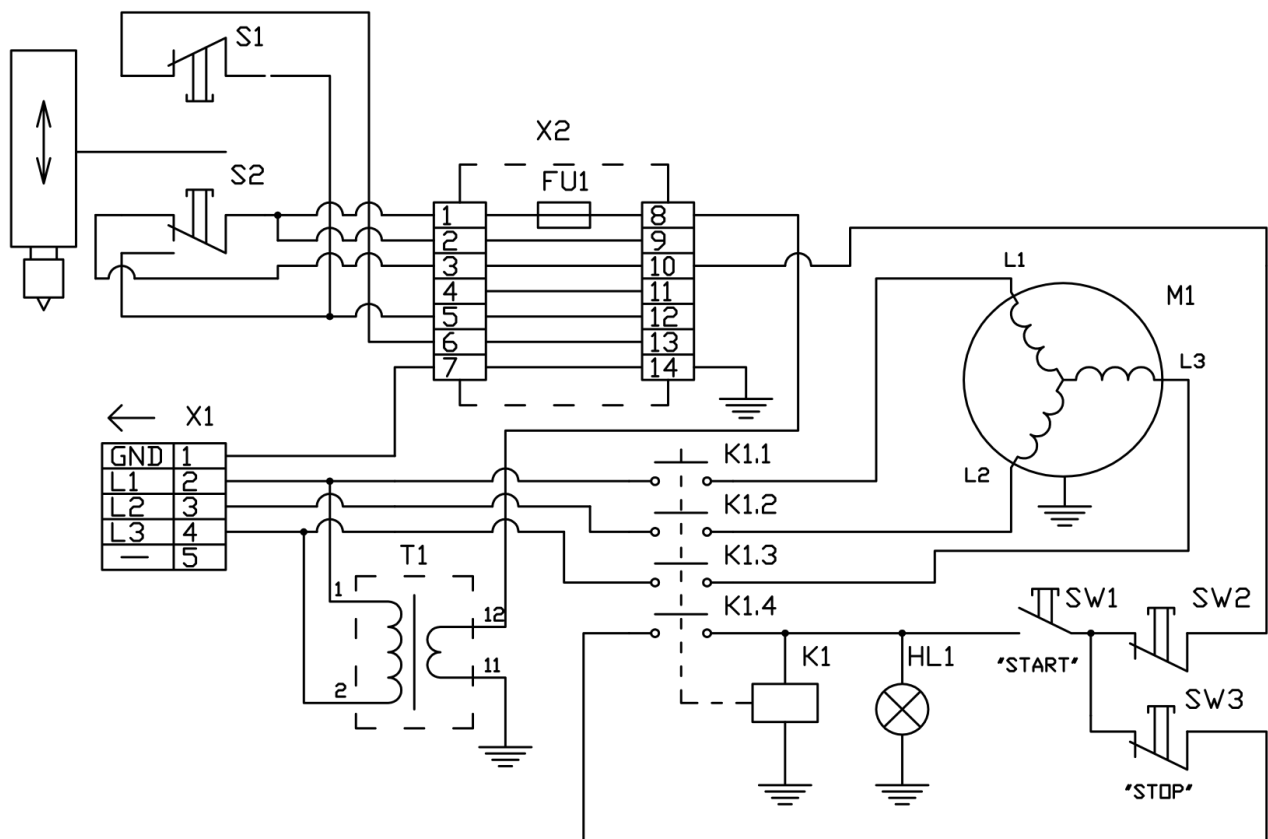 S1
X2
S2
FU1
1 8
2 9
3 10
4 11
5 12
6 13
7 14
L1
M1
L3
L2
X1
GND 1
L1 2
L2 3
L3 4
— 5
K1.1
K1.2
K1.3
K1.4
T1
1
2
12
11
K1
HL1
SW1
"START"
SW2
SW3
"STOP"